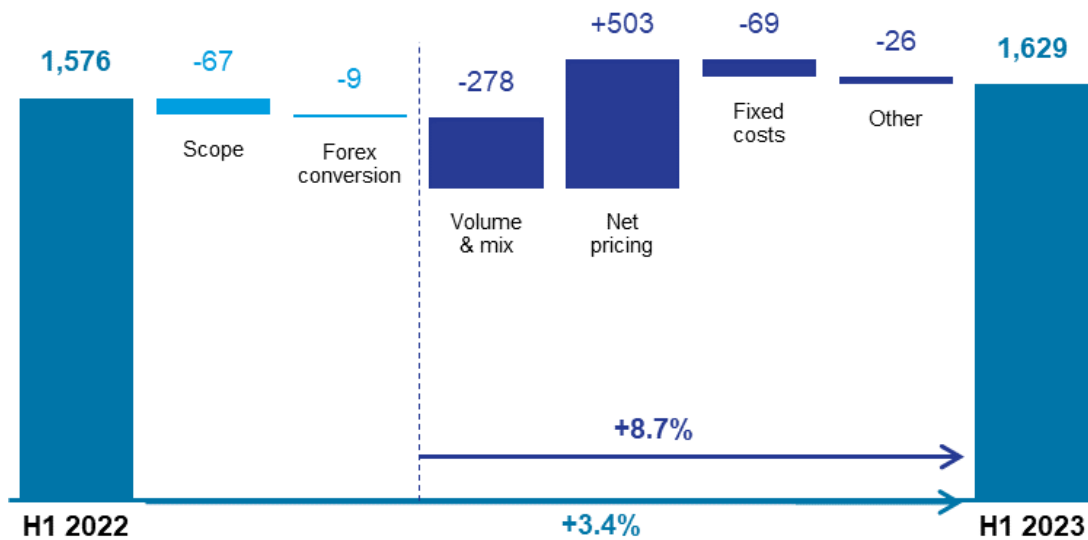 1,576
-67
-9
-278
+503
-69
-26
1,629
Scope
Forex
conversion
Volume
& mix
Net
pricing
Fixed
costs
Other
+8.7%
+3.4%
H1 2022
H1 2023